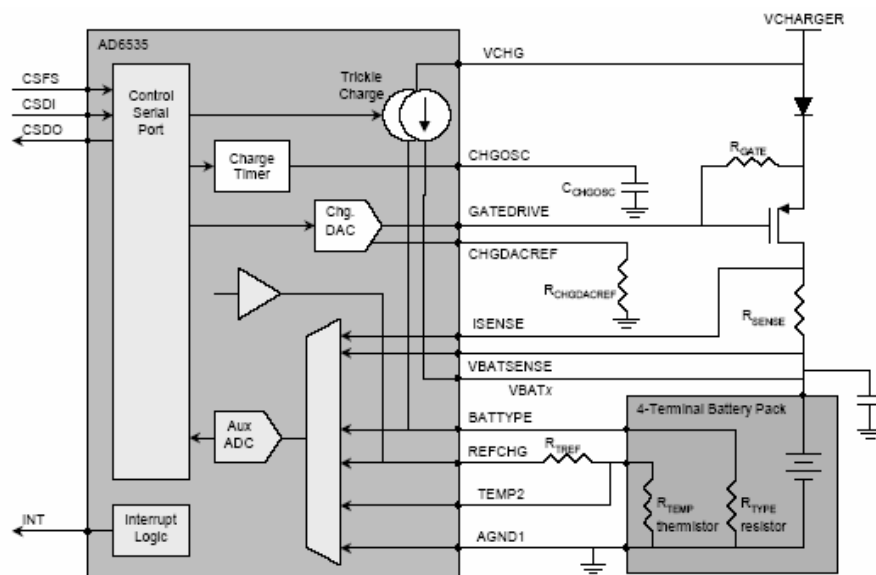 VCHARGER
AD6535
VCHG
CSFS
CSDI
CSDO
Control
Serial
Port
Trickle
Charge
Charge
Timer
CHGOSC
CCHGOSC
RGATE
Chg.
DAC
GATEDRIVE
CHGDACREF
RCHGDACREF
ISENSE
RSENSE
VBATSENSE
VBATx
4-Terminal Battery Pack
BATTYPE
Aux
ADC
REFCHG
RTREF
TEMP2
RTEMP
thermistor
RTYPE
resistor
INT
Interrupt
Logic
AGND1